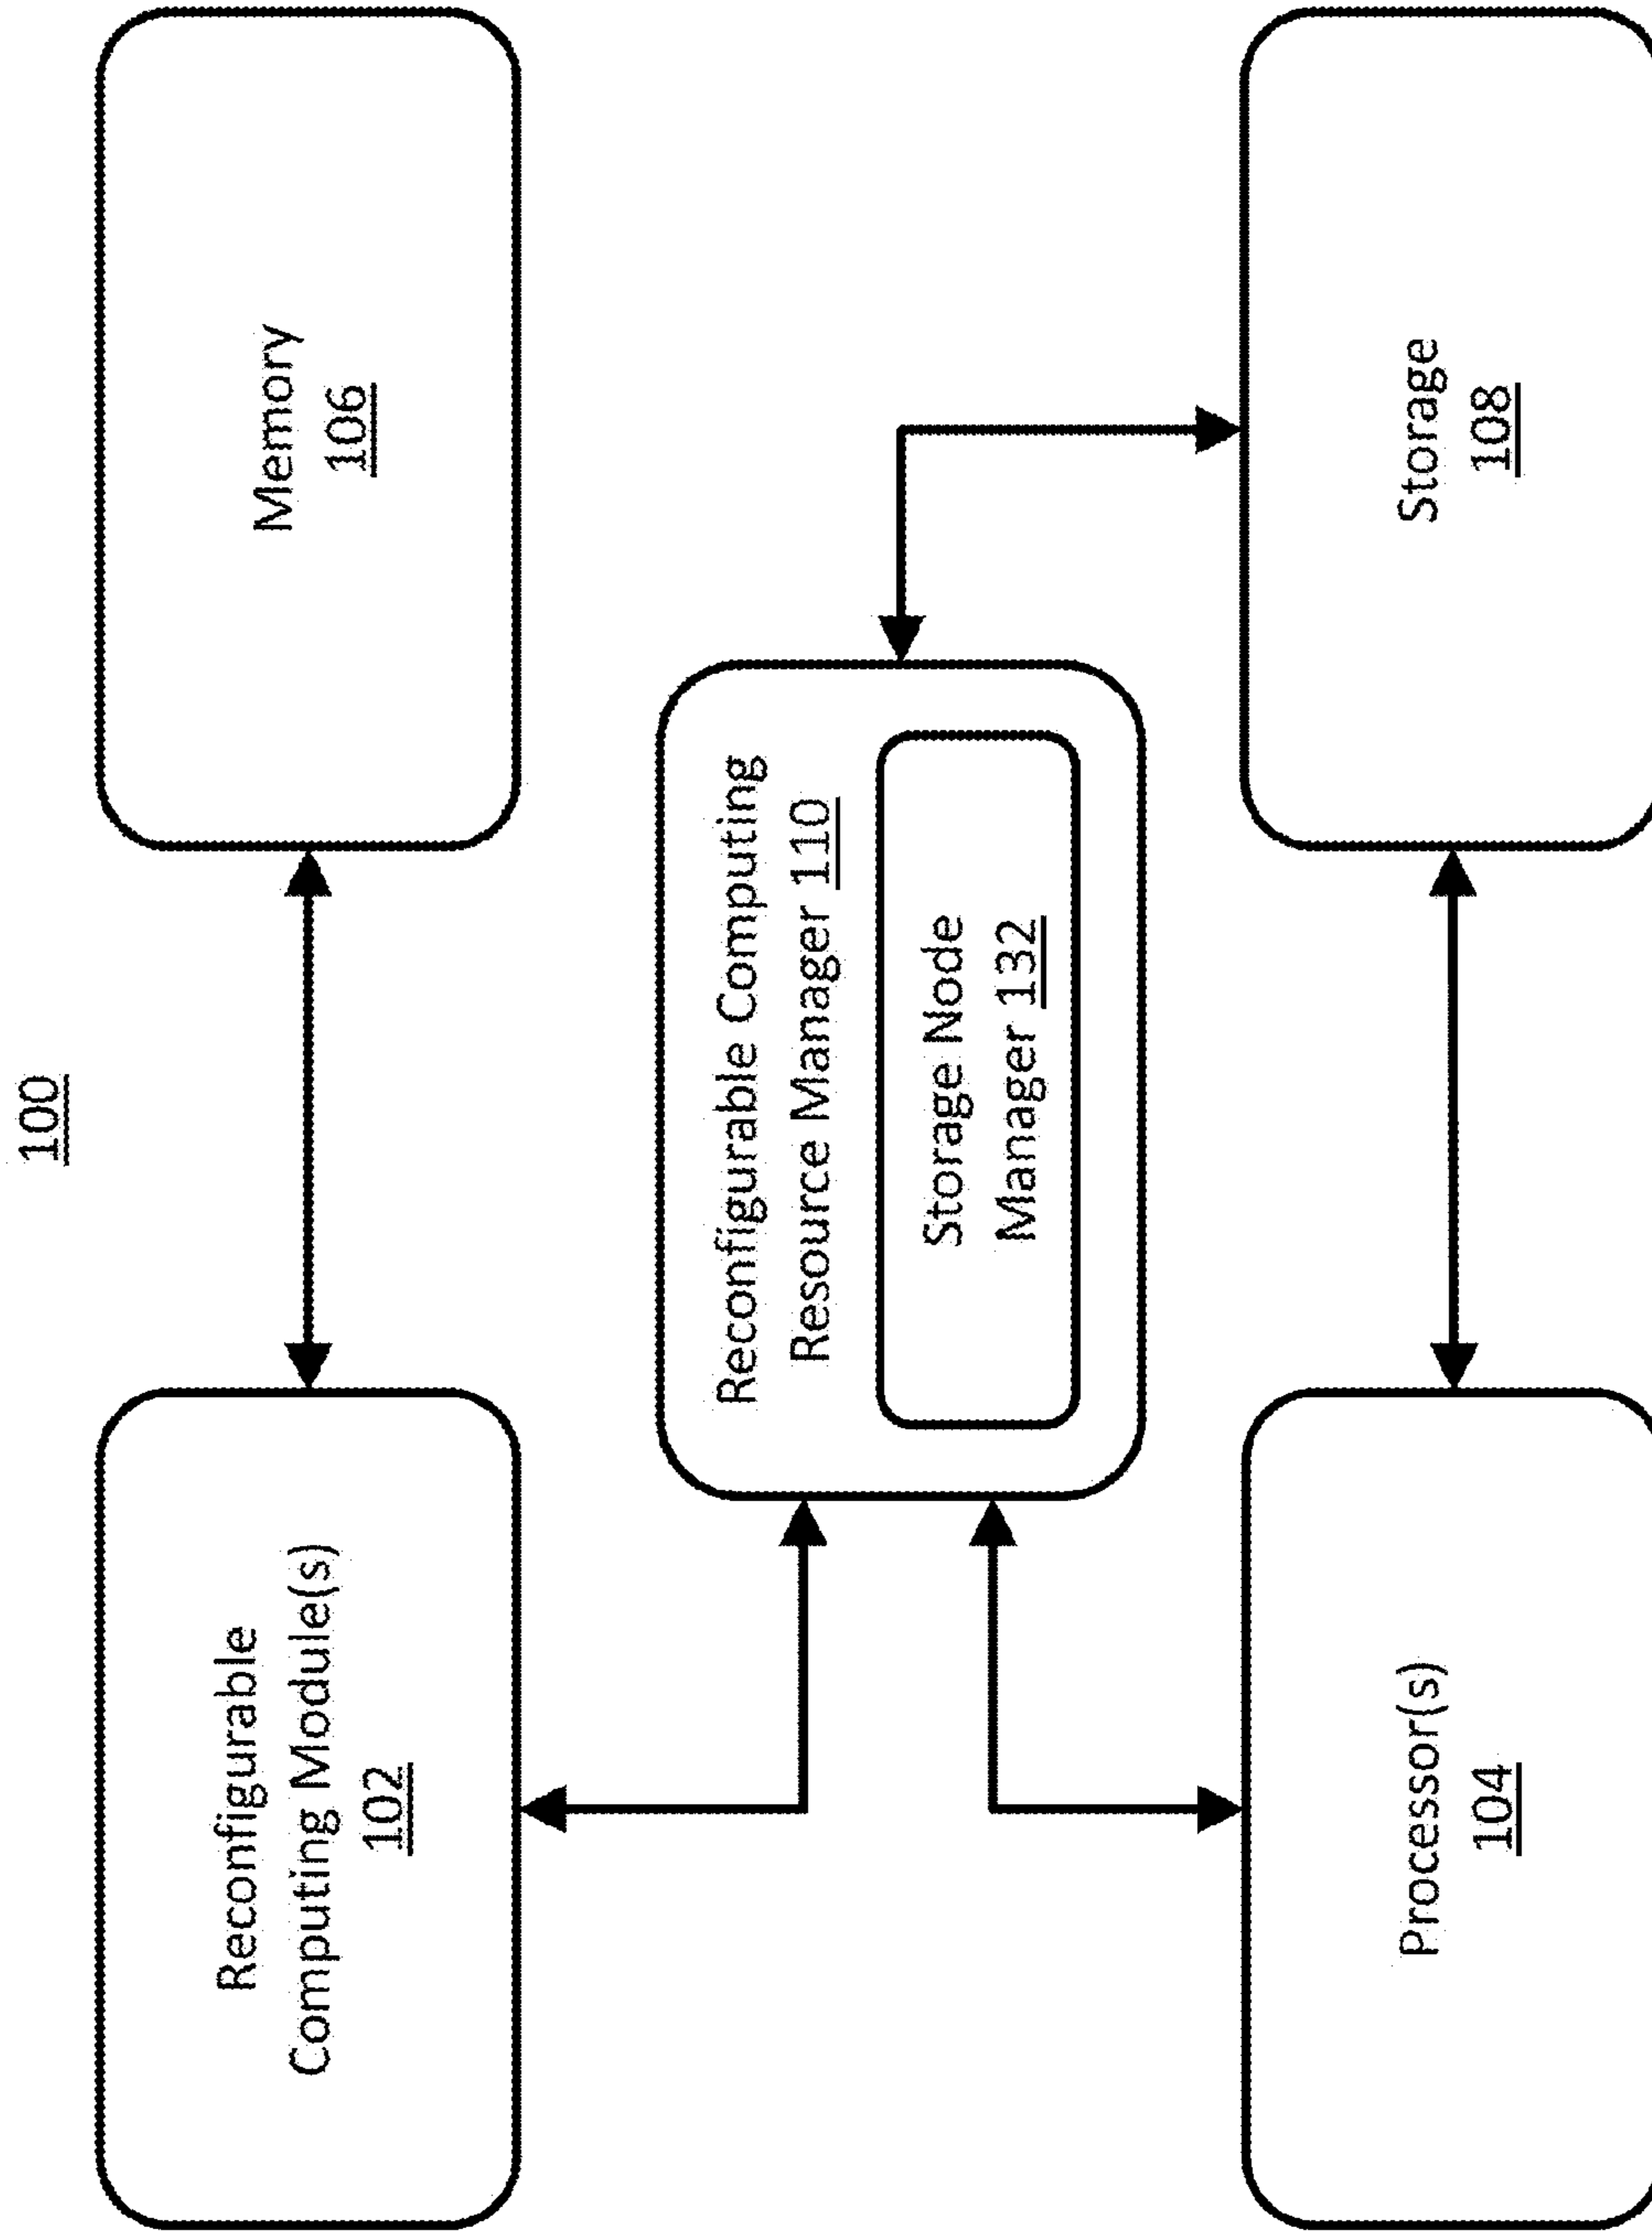 100
Reconfigurable
Computing Module(s)
102
Memory
106
Reconfigurable Computing
Resource Manager 110
Storage Node
Manager 132
Processor(s)
104
Storage
108